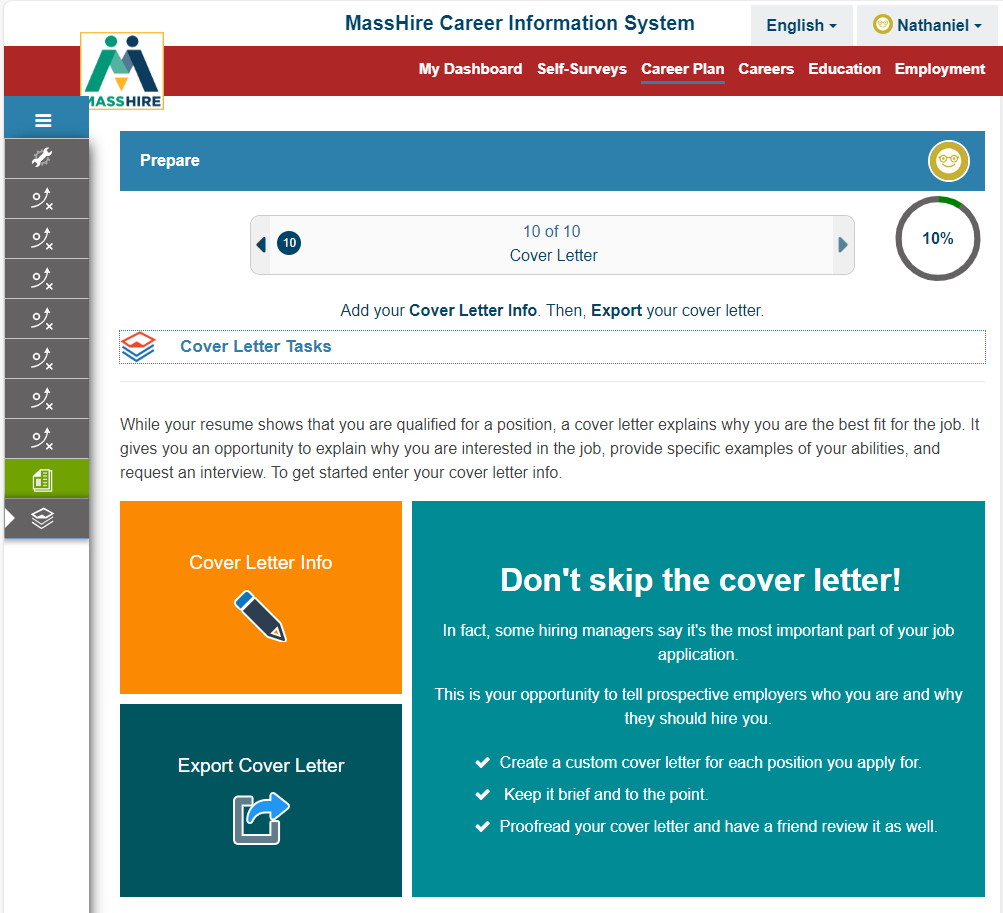 MassHire Career Information System
English
Nathaniel
MASSHIRE
My Dashboard Self-Surveys Career Plan Careers Education Employment
Prepare
10
10 of 10
Cover Letter
10%
Add your Cover Letter Info. Then, Export your cover letter.
Cover Letter Tasks
While your resume shows that you are qualified for a position, a cover letter explains why you are the best fit for the job. It
gives you an opportunity to explain why you are interested in the job, provide specific examples of your abilities, and
request an interview. To get started enter your cover letter info.
Cover Letter Info
Export Cover Letter
Don't skip the cover letter!
In fact, some hiring managers say it's the most important part of your job
application.
This is your opportunity to tell prospective employers who you are and why
they should hire you.
Create a custom cover letter for each position you apply for.
Keep it brief and to the point.
Proofread your cover letter and have a friend review it as well.